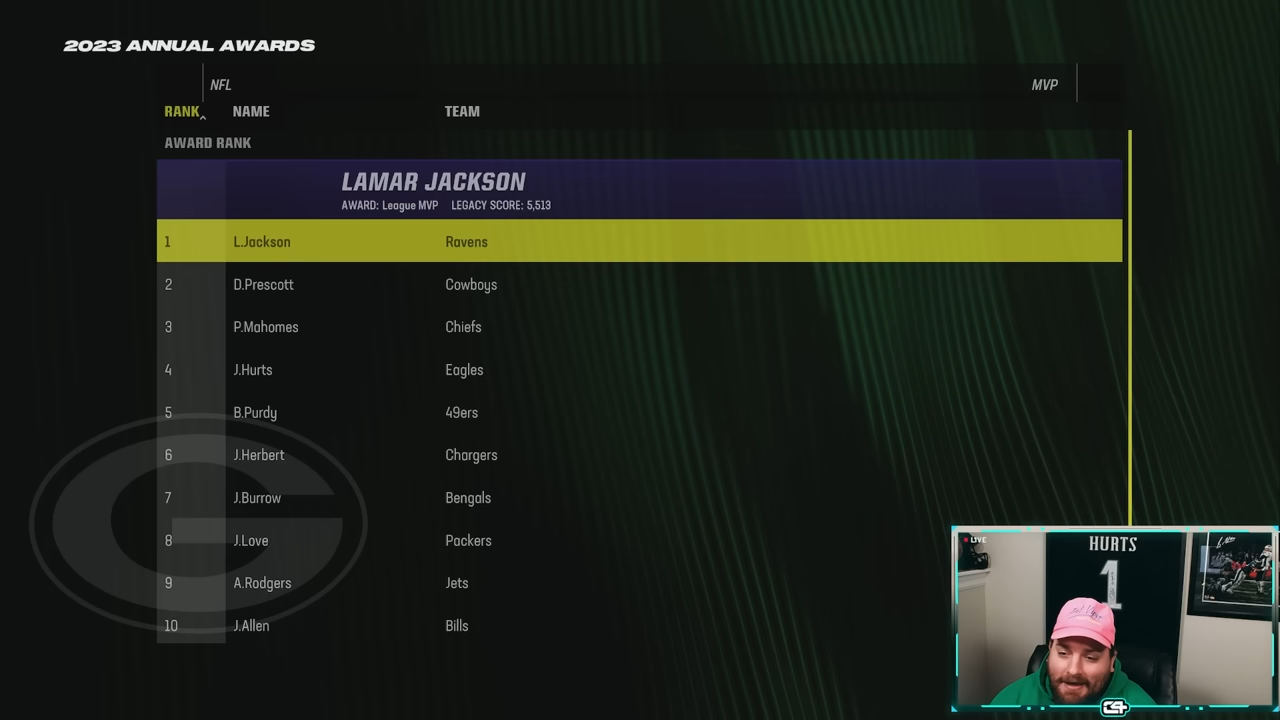 2023 ANNUAL AWARDS
NFL MVP
RANK NAME TEAM
AWARD RANK
LAMAR JACKSON
AWARD: League MVP LEGACY SCORE: 5,513
1 L.Jackson Ravens
2 D.Prescott Cowboys
3 P.Mahomes Chiefs
4 J.Hurts Eagles
5 B.Purdy 49ers
6 J.Herbert Chargers
7 J.Burrow Bengals
8 J.Love Packers
9 A.Rodgers Jets
10 J.Allen Bills
G
LIVE
HURTS
1